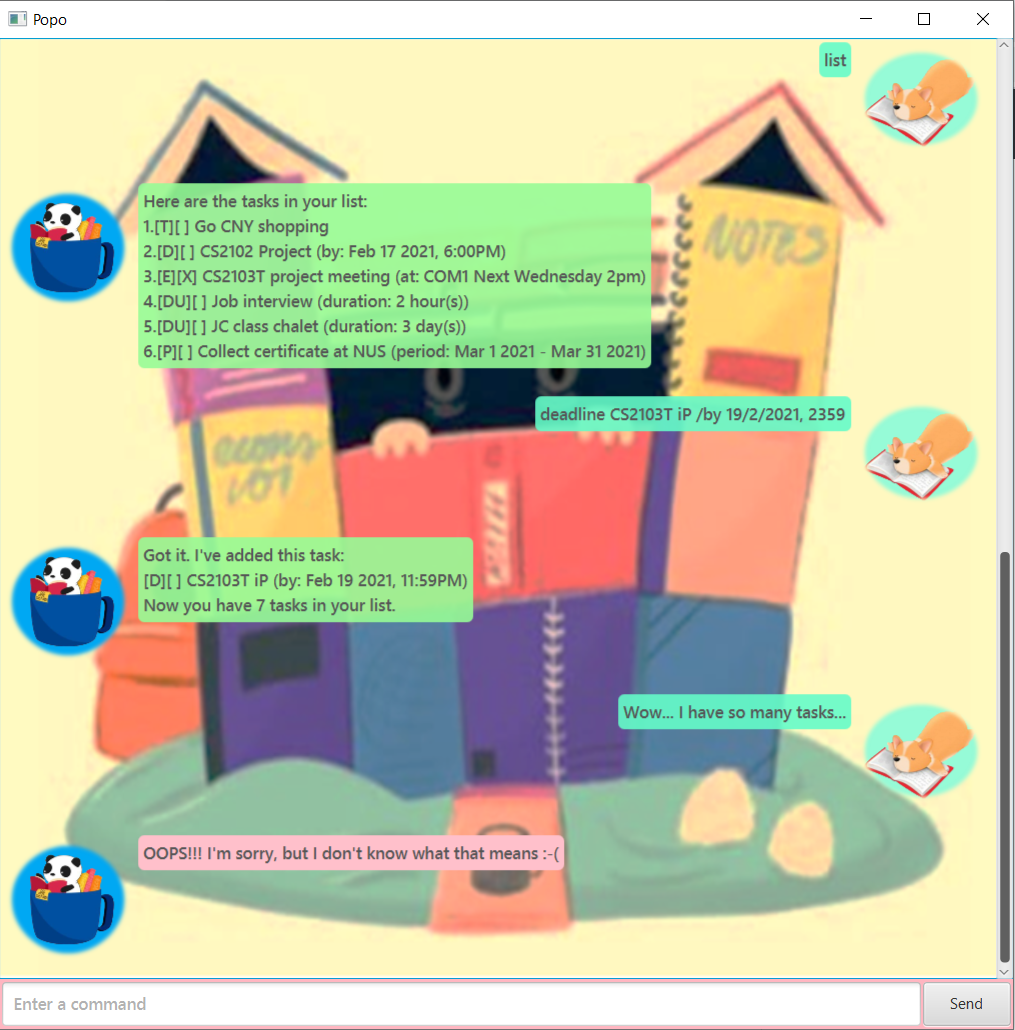 Popo
list
Here are the tasks in your list:
1.[T][ ] Go CNY shopping
2.[D][ ] CS2102 Project (by: Feb 17 2021, 6:00PM)
3.[E][X] CS2103T project meeting (at: COM1 Next Wednesday 2pm)
4.[DU][ ] Job interview (duration: 2 hour(s))
5.[DU][ ] JC class chalet (duration: 3 day(s))
6.[P][ ] Collect certificate at NUS (period: Mar 1 2021 - Mar 31 2021)
NOTES
deadline CS2103T iP /by 19/2/2021, 2359
Got it. I've added this task:
[D][ ] CS2103T iP (by: Feb 19 2021, 11:59PM)
Now you have 7 tasks in your list.
Wow... I have so many tasks...
OOPS!!! I'm sorry, but I don't know what that means :-(
Enter a command
Send